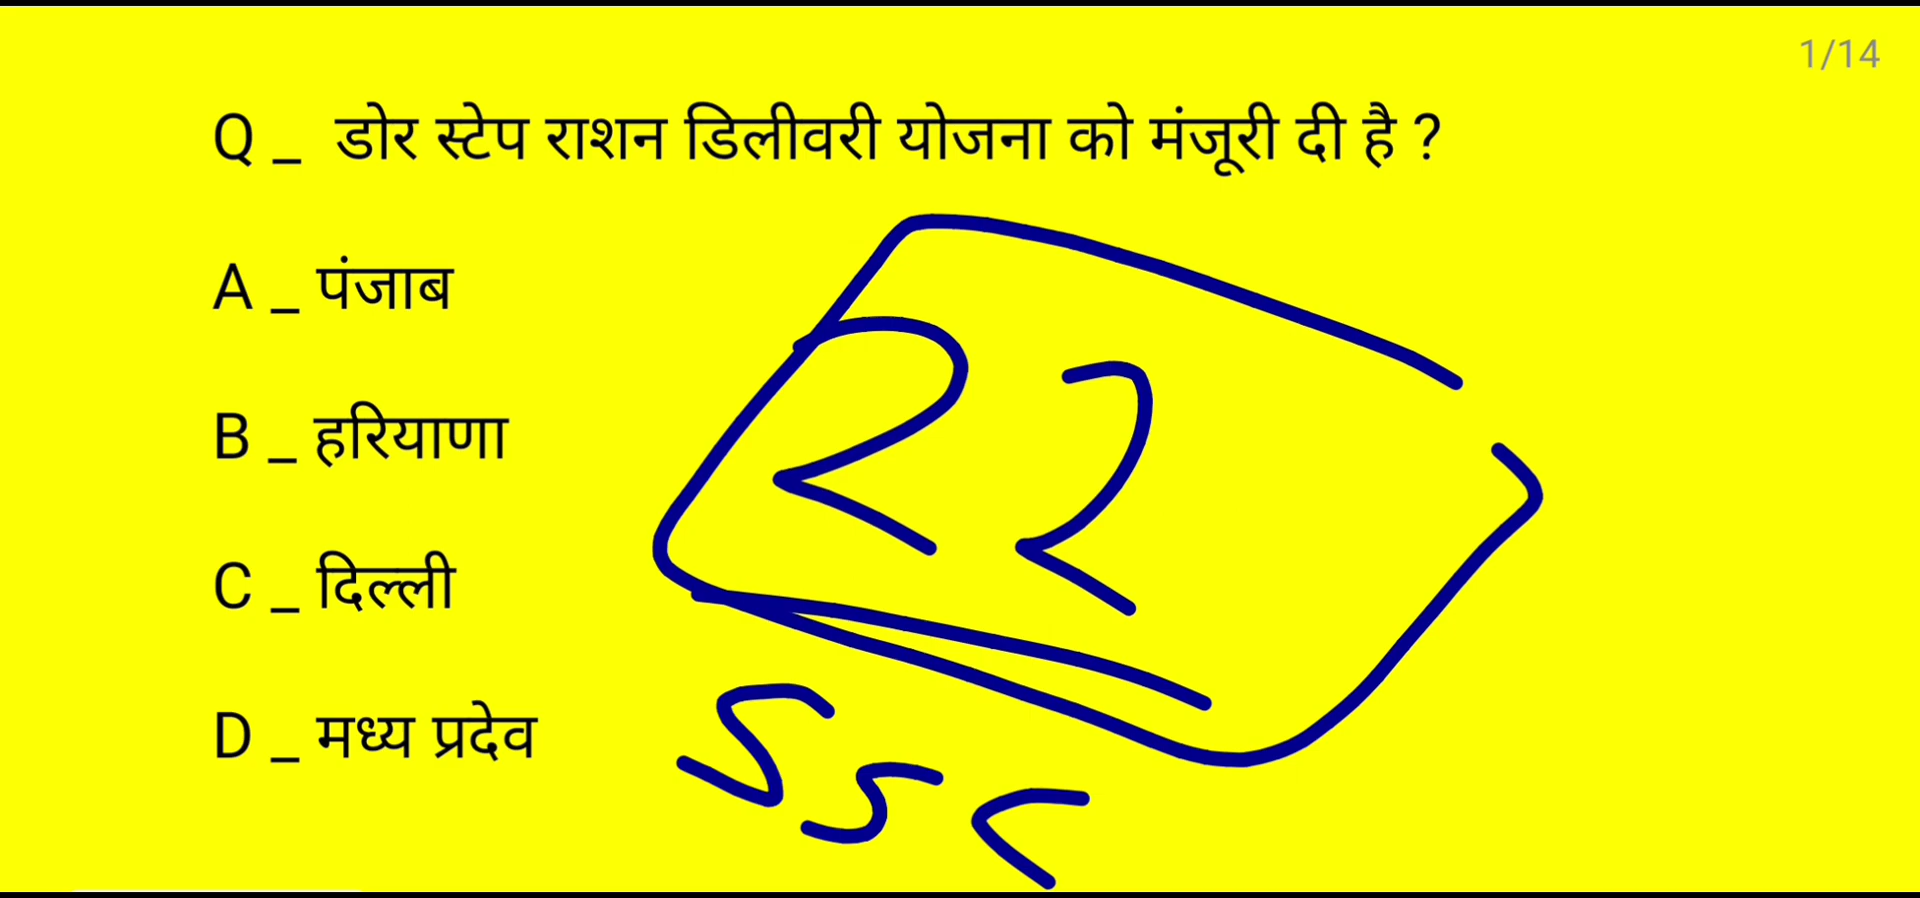 1/14
Q _ डोर स्टेप राशन डिलीवरी योजना को मंजूरी दी है ?
A _ पंजाब
B _ हरियाणा
C _ दिल्ली
D _ मध्य प्रदेव
22
SSC